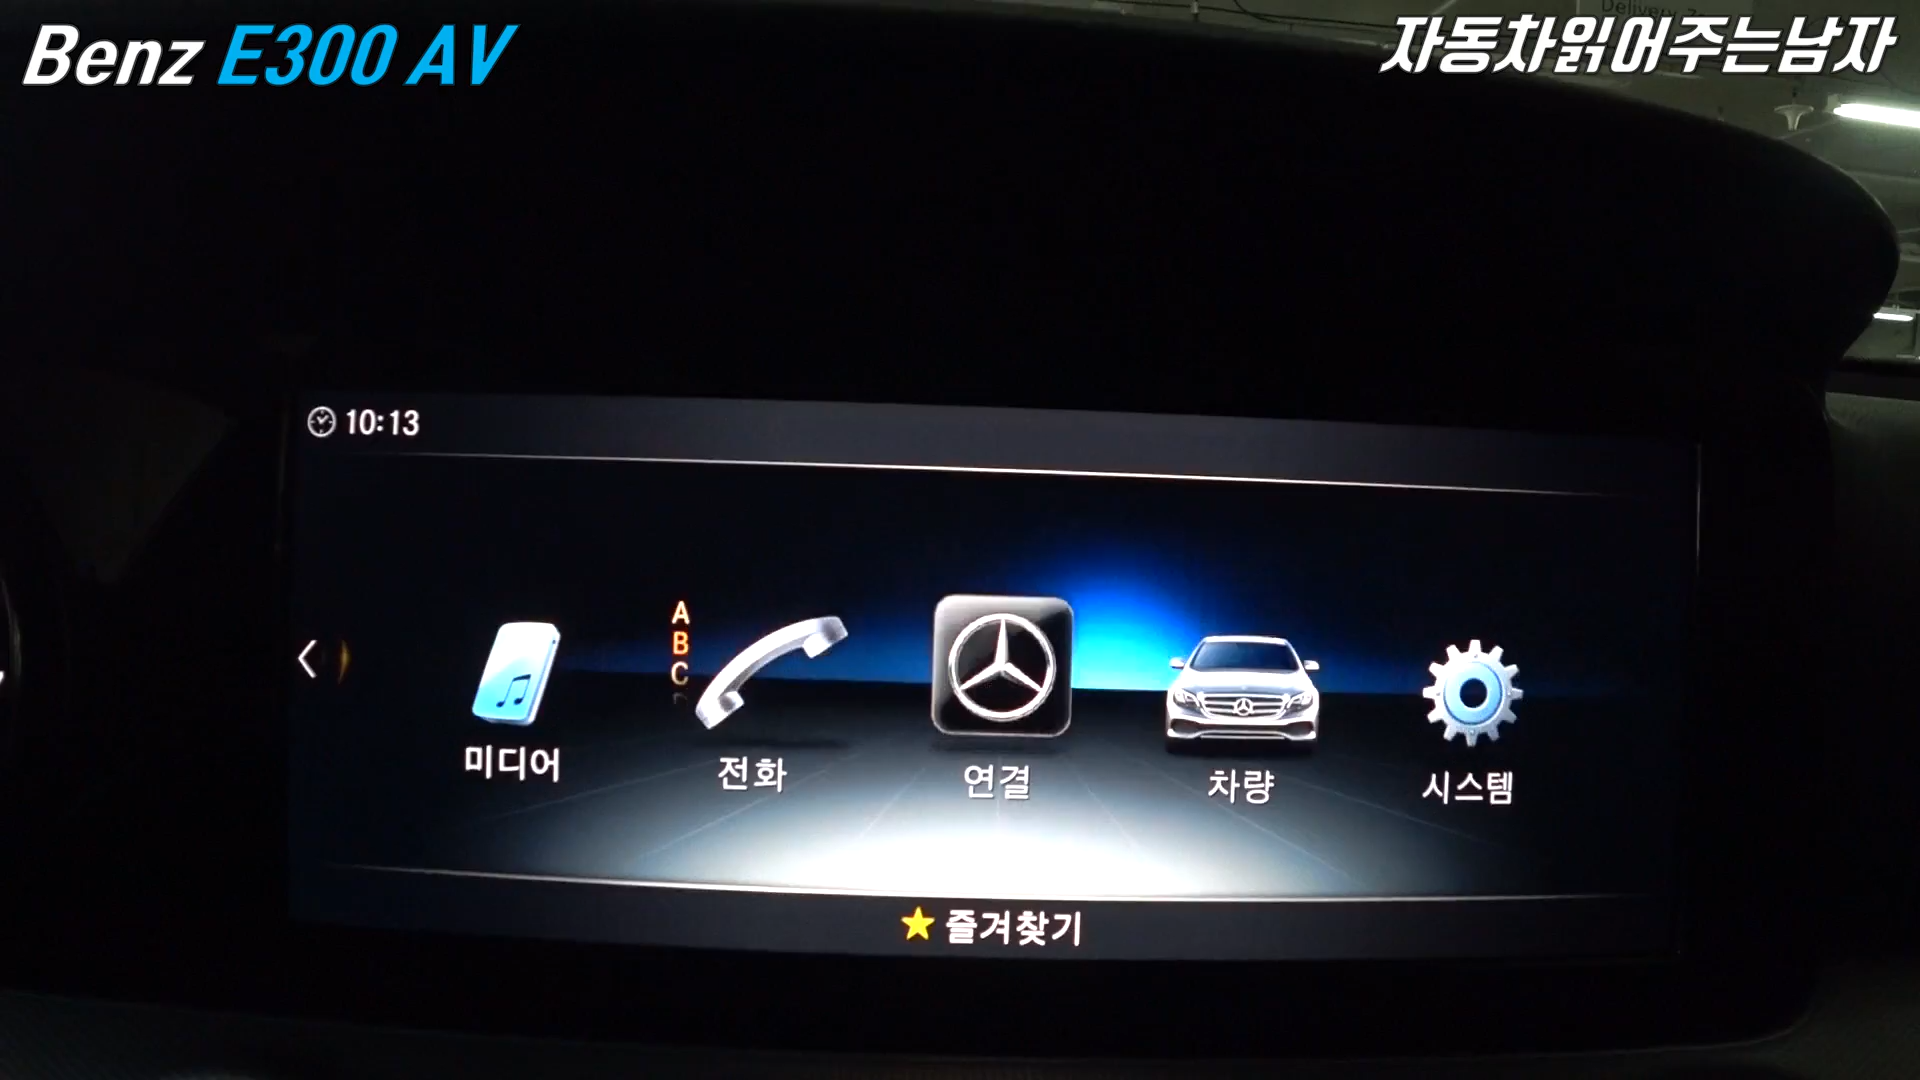 Benz E300 AV
자동차읽어주는남자
Delivery
10:13
A
B
C
미디어
전화
연결
차량
시스템
즐겨찾기